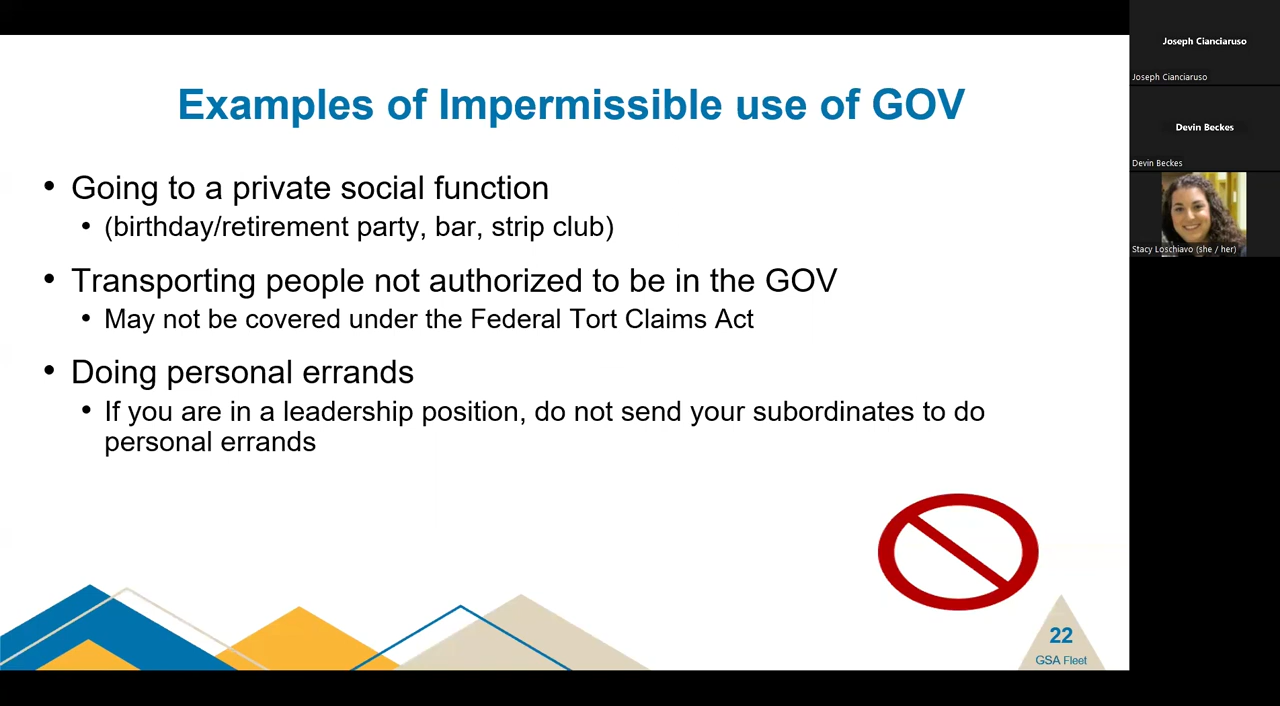 Examples of Impermissible use of GOV
• Going to a private social function
• (birthday/retirement party, bar, strip club)
• Transporting people not authorized to be in the GOV
• May not be covered under the Federal Tort Claims Act
• Doing personal errands
• If you are in a leadership position, do not send your subordinates to do
personal errands
22
GSA Fleet
Joseph Cianciaruso
Joseph Cianciaruso
Devin Beckes
Devin Beckes
Stacy Loschiavo (she / her)